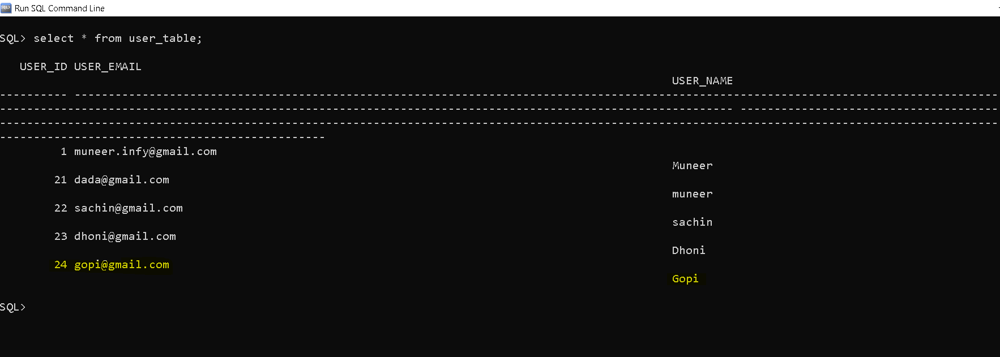 Run SQL Command Line
SQL> select * from user_table;
USER_ID USER_EMAIL
USER_NAME
---------- ----------------------------------------------------------------------------------------------------------------------------------------
------------------------------------------------------------------------------------------------------------ --------------------------------------
---------------------------------------------------------------------------------------------------------------------------------------------------
------------------------------------------------
1 muneer.infy@gmail.com
Muneer
21 dada@gmail.com
muneer
22 sachin@gmail.com
sachin
23 dhoni@gmail.com
Dhoni
24 gopi@gmail.com
Gopi
SQL>